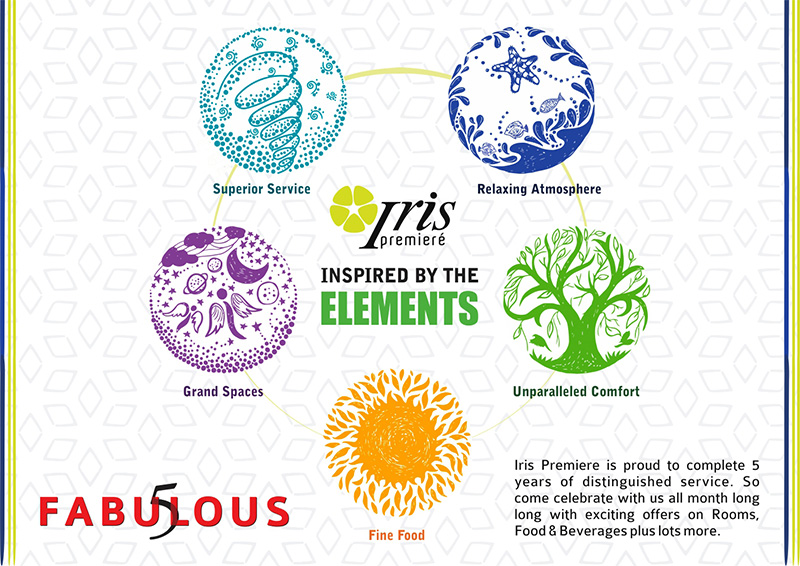 Superior Service
Relaxing Atmosphere
Iris
premieré
INSPIRED BY THE
ELEMENTS
Grand Spaces
Unparalleled Comfort
Fine Food
FABU5LOUS
Iris Premiere is proud to complete 5
years of distinguished service. So
come celebrate with us all month long
long with exciting offers on Rooms,
Food & Beverages plus lots more.